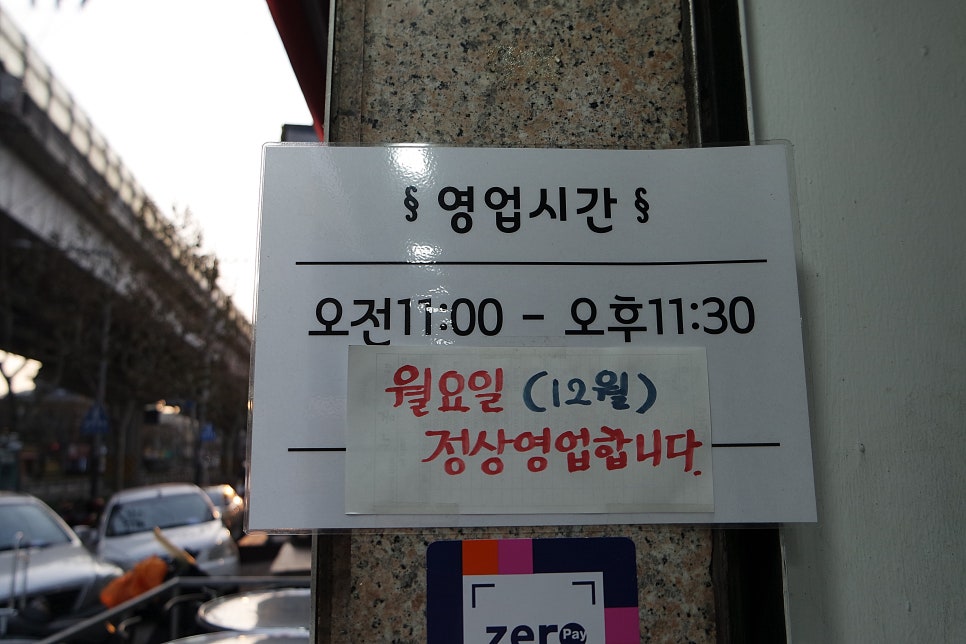 § 영업시간 §
오전11:00 - 오후11:30
월요일 (12월)
정상영업합니다.
zero
Pay